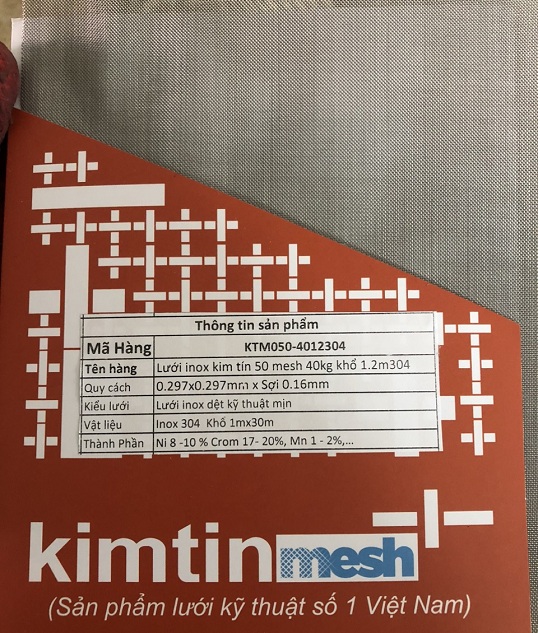 Thông tin sản phẩm
Mã Hàng KTM050-4012304
Tên hàng Lưới inox kim tín 50 mesh 40kg khổ 1.2m304
Quy cách 0.297x0.297mm x Sợi 0.16mm
Kiểu lưới Lưới inox dệt kỹ thuật mịn
Vật liệu Inox 304 Khổ 1mx30m
Thành Phần Ni 8 -10 % Crom 17- 20%, Mn 1 - 2%,...
kimtin mesh
(Sản phẩm lưới kỹ thuật số 1 Việt Nam)